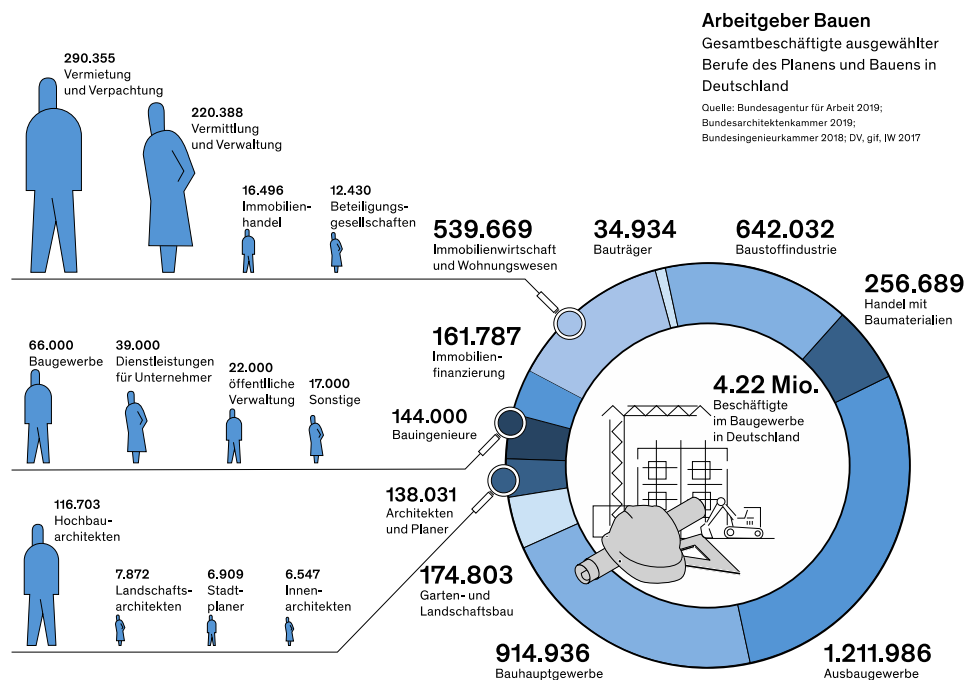 Arbeitgeber Bauen
Gesamtbeschäftigte ausgewählter
Berufe des Planens und Bauens in
Deutschland
Quelle: Bundesagentur für Arbeit 2019;
Bundesarchitektenkammer 2019;
Bundesingenieurkammer 2018; DV, gif, IW 2017
290.355
Vermietung
und Verpachtung
220.388
Vermittlung
und Verwaltung
16.496
Immobilien-
handel
12.430
Beteiligungs-
gesellschaften
539.669
Immobilienwirtschaft
und Wohnungswesen
34.934
Bauträger
642.032
Baustoffindustrie
256.689
Handel mit
Baumaterialien
161.787
Immobilien-
finanzierung
66.000
Baugewerbe
39.000
Dienstleistungen
für Unternehmer
22.000
öffentliche
Verwaltung
17.000
Sonstige
144.000
Bauingenieure
4.22 Mio.
Beschäftigte
im Baugewerbe
in Deutschland
138.031
Architekten
und Planer
116.703
Hochbau-
architekten
7.872
Landschafts-
architekten
6.909
Stadt-
planer
6.547
Innen-
architekten
174.803
Garten- und
Landschaftsbau
914.936
Bauhauptgewerbe
1.211.986
Ausbaugewerbe